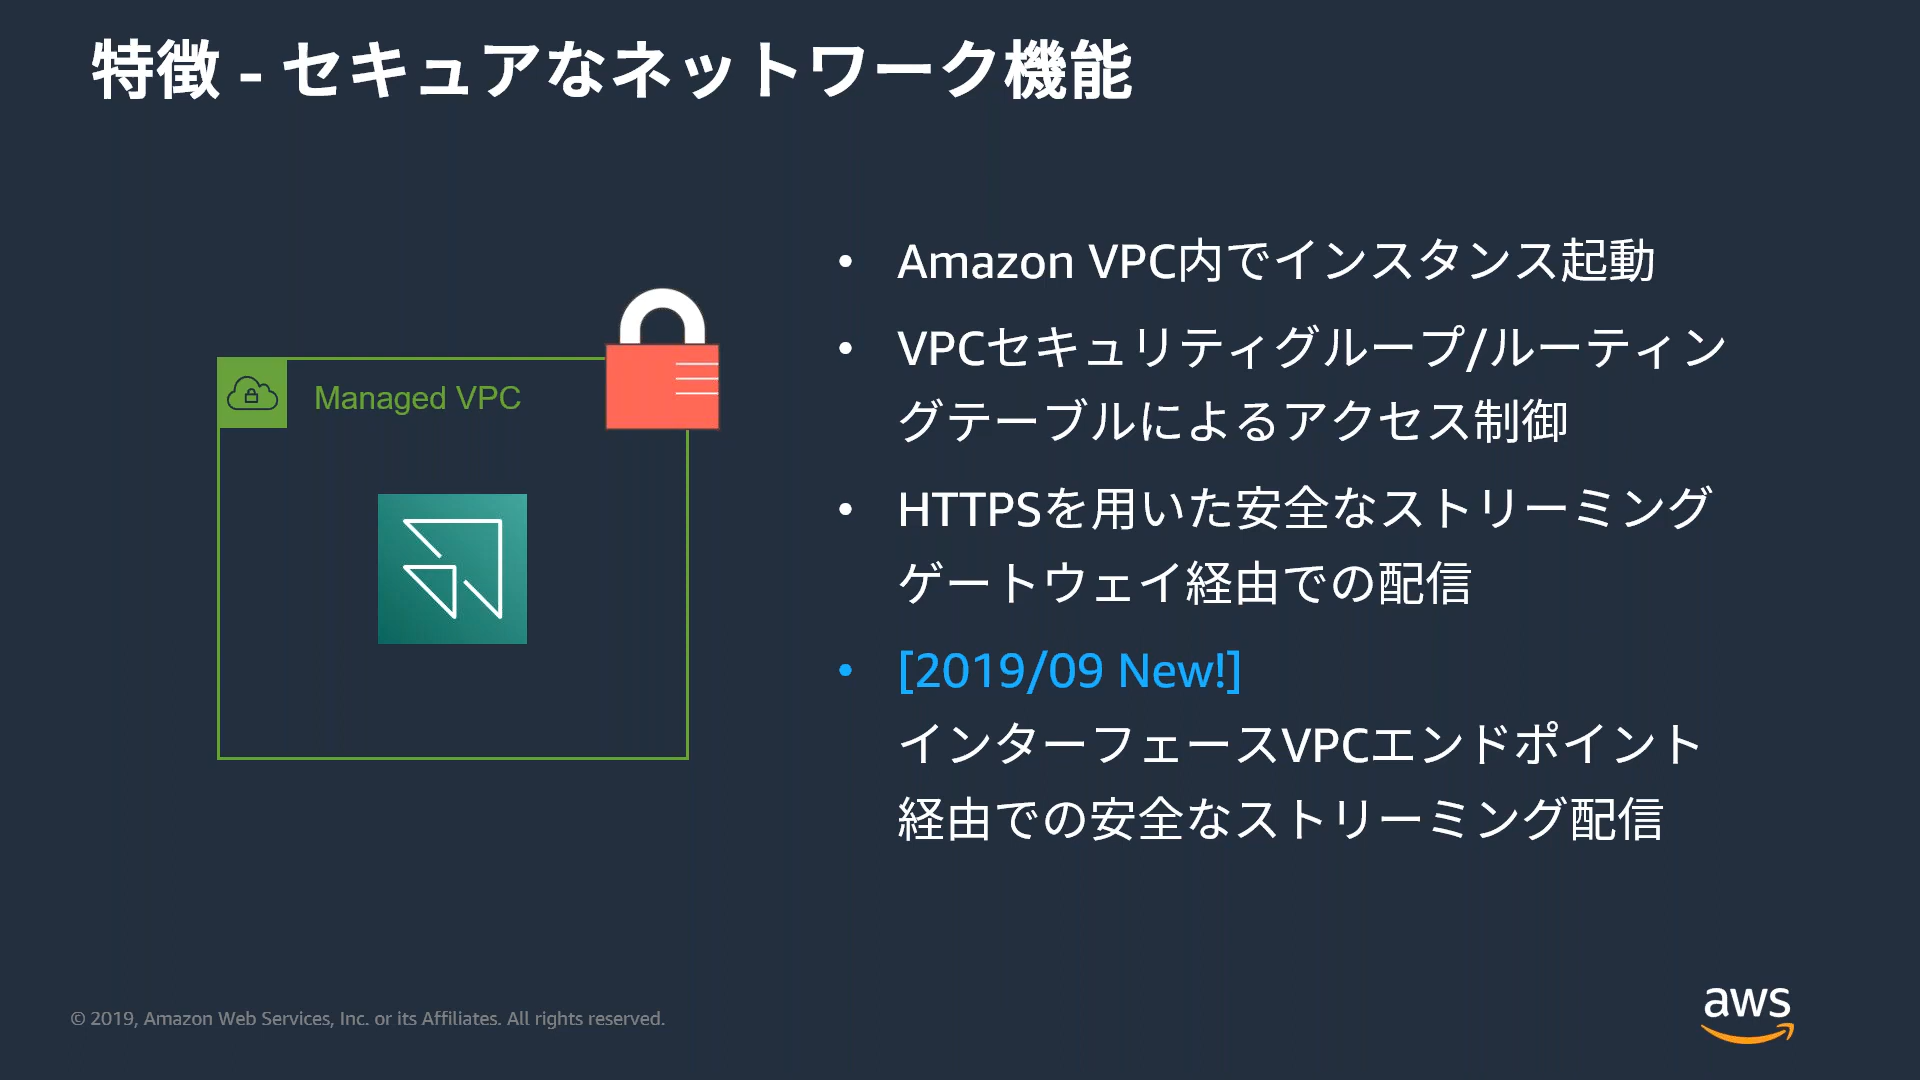 特徴 - セキュアなネットワーク機能
Managed VPC
• Amazon VPC内でインスタンス起動
• VPCセキュリティグループ/ルーティン
グテーブルによるアクセス制御
• HTTPSを用いた安全なストリーミング
ゲートウェイ経由での配信
• [2019/09 New!]
インターフェースVPCエンドポイント
経由での安全なストリーミング配信
© 2019, Amazon Web Services, Inc. or its Affiliates. All rights reserved.
aws